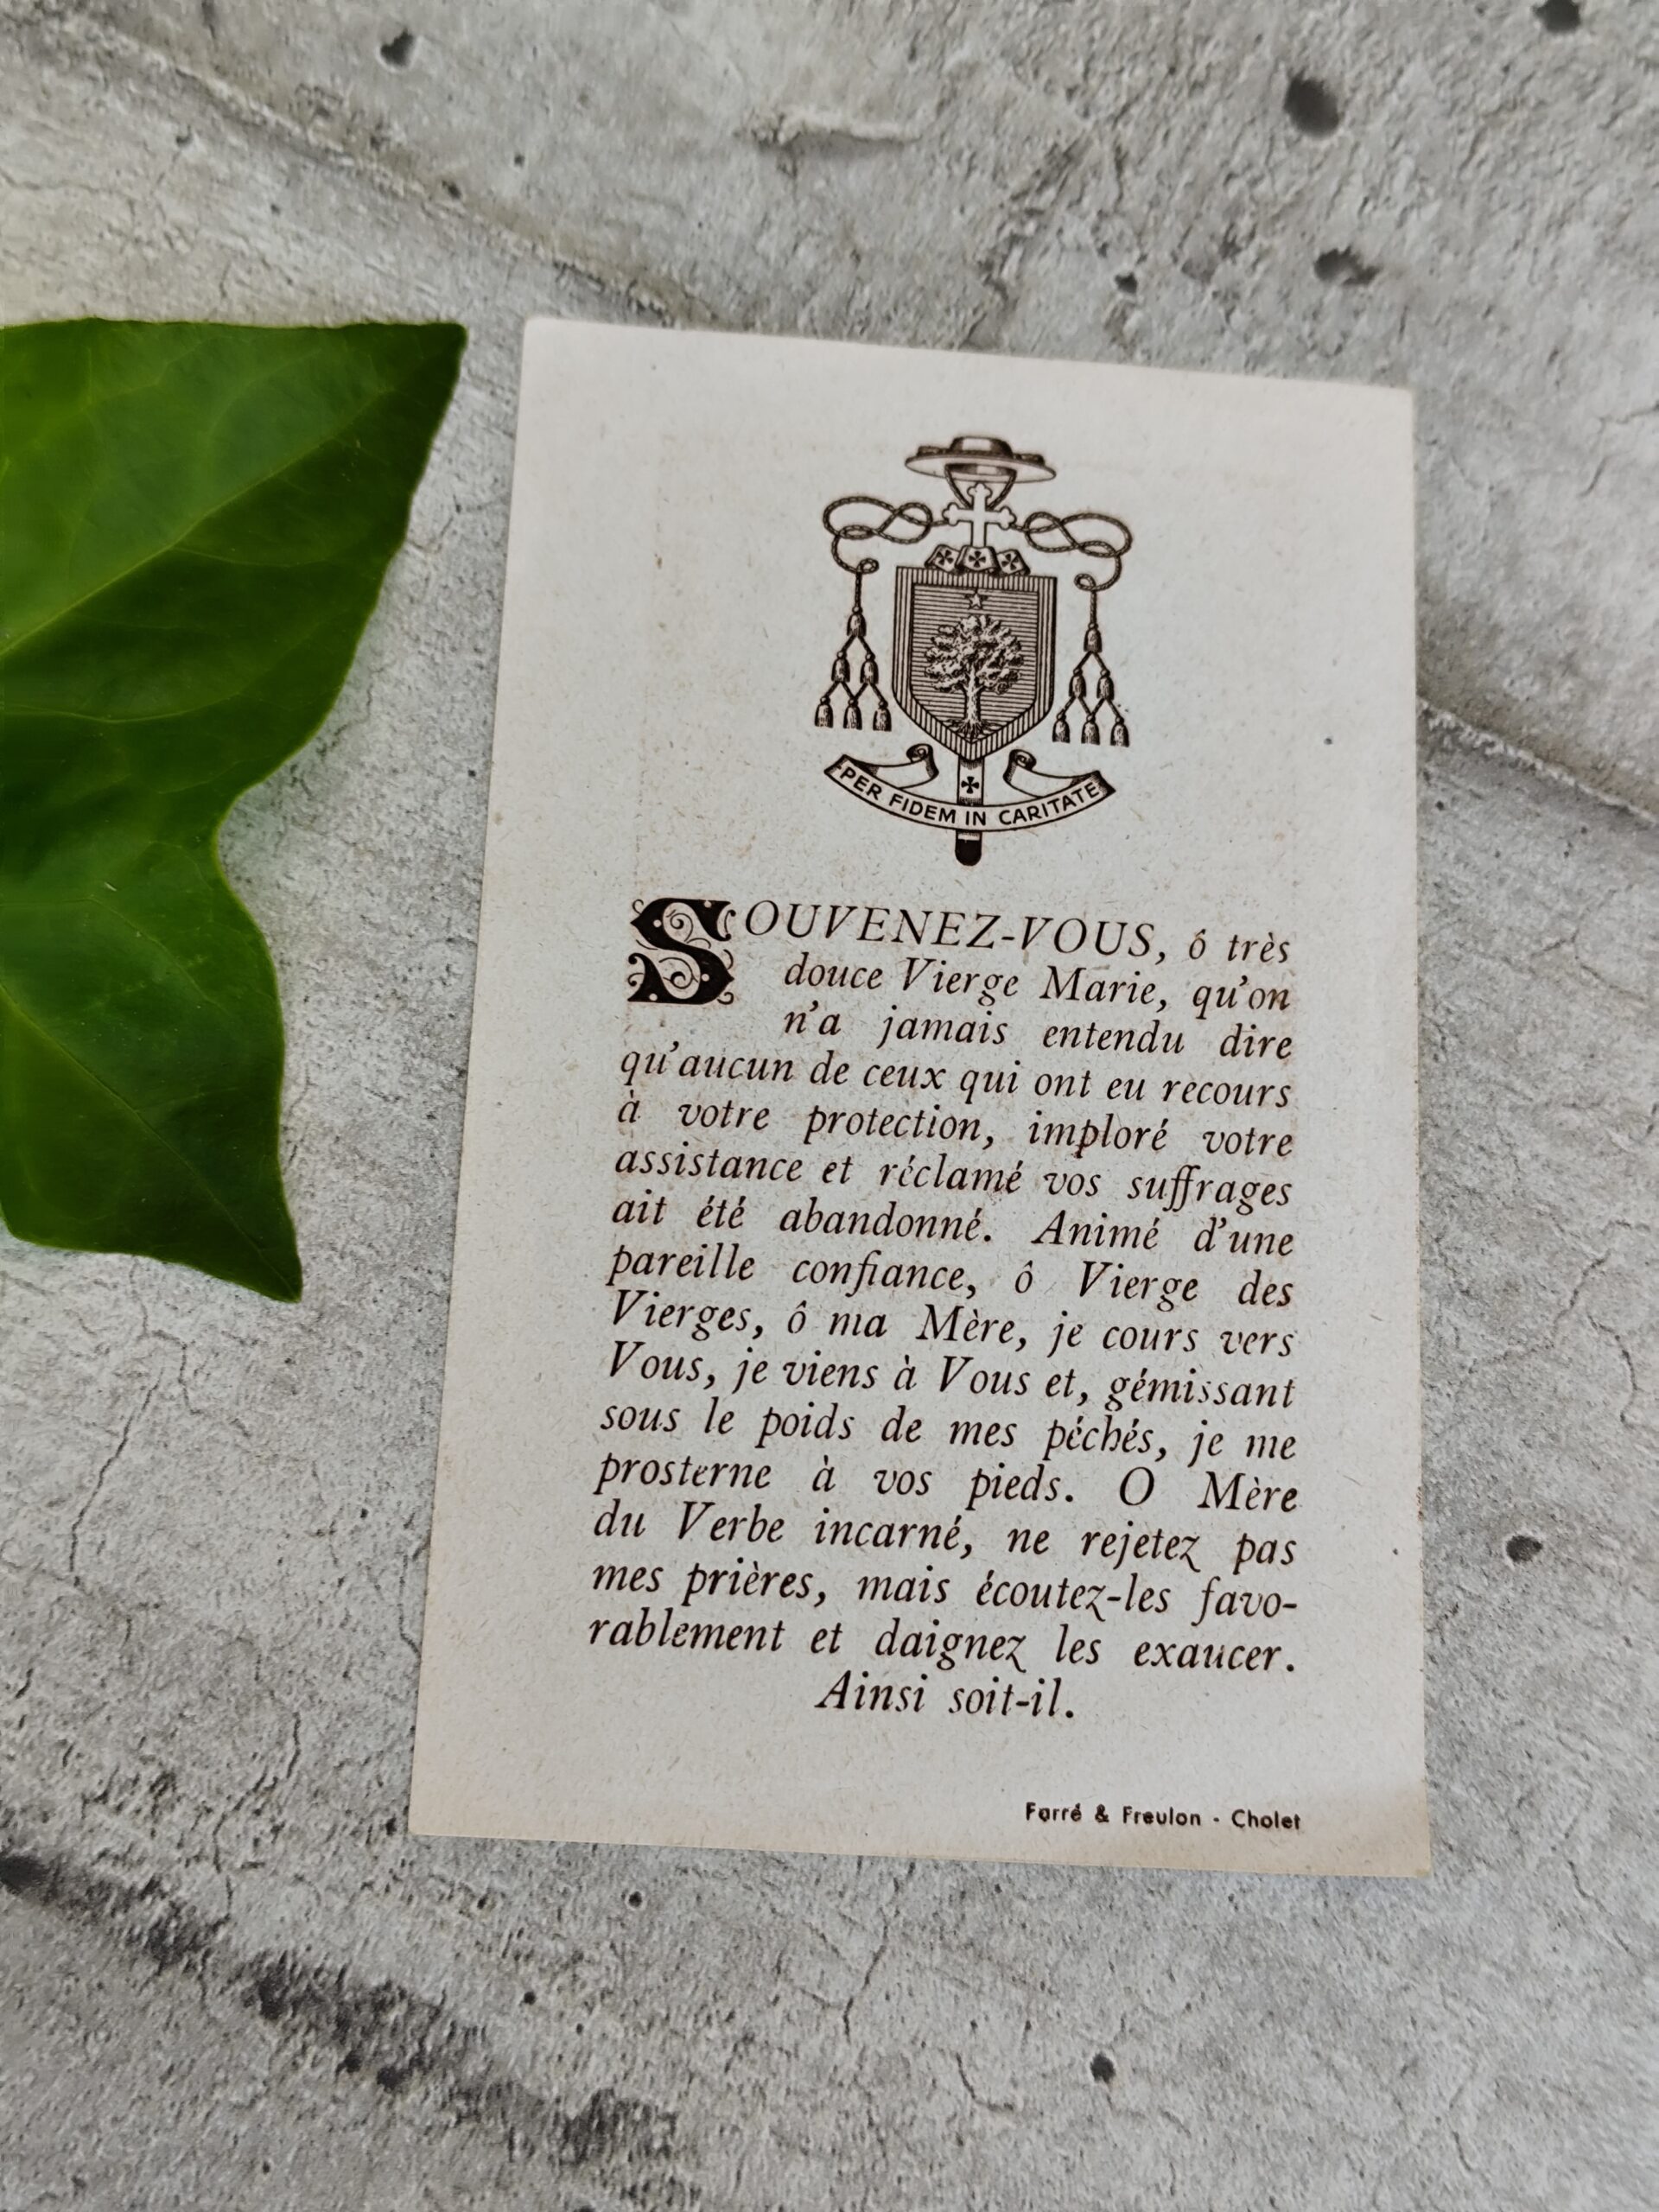 PER FIDEM IN CARITATE
SOUVENEZ-VOUS, ô très
douce Vierge Marie, qu'on
n'a jamais entendu dire
qu'aucun de ceux qui ont eu recours
à votre protection, imploré votre
assistance et réclamé vos suffrages
ait été abandonné. Animé d'une
pareille confiance, ô Vierge des
Vierges, ô ma Mère, je cours vers
Vous, je viens à Vous et, gémissant
sous le poids de mes péchés, je me
prosterne à vos pieds. O Mère
du Verbe incarné, ne rejetez pas
mes prières, mais écoutez-les favo-
rablement et daignez les exaucer.
Ainsi soit-il.
Farré & Freulon - Cholet